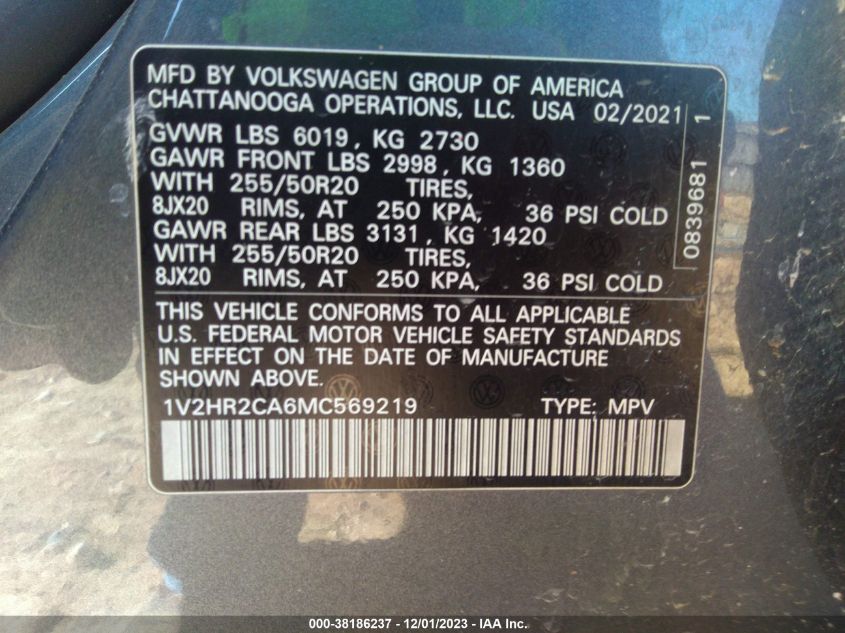 MFD BY VOLKSWAGEN GROUP OF AMERICA
CHATTANOOGA OPERATIONS, LLC. USA 02/2021
GVWR LBS 6019, KG 2730
GAWR FRONT LBS 2998, KG 1360
WITH 255/50R20 TIRES,
8JX20 RIMS, AT 250 KPA, 36 PSI COLD
GAWR REAR LBS 3131, KG 1420
WITH 255/50R20 TIRES,
8JX20 RIMS, AT 250 KPA, 36 PSI COLD
0839681 1
THIS VEHICLE CONFORMS TO ALL APPLICABLE
U.S. FEDERAL MOTOR VEHICLE SAFETY STANDARDS
IN EFFECT ON THE DATE OF MANUFACTURE
SHOWN ABOVE.
1V2HR2CA6MC569219 TYPE: MPV
000-38186237 - 12/01/2023 - IAA Inc.